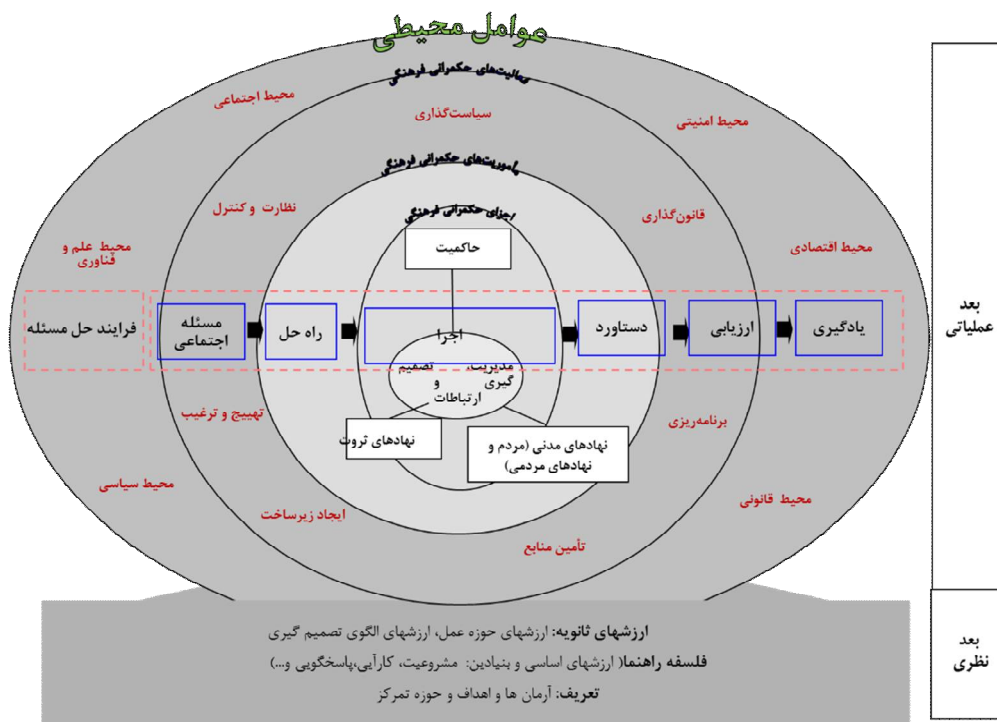 عوامل محیطی
فعالیت‌های حکمرانی فرهنگی
محیط اجتماعی
محیط امنیتی
سیاست‌گذاری
مأموریت‌های حکمرانی فرهنگی
نظارت و کنترل
قانون‌گذاری
اجزای حکمرانی فرهنگی
حاکمیت
محیط علم و
فناوری
محیط اقتصادی
بعد
عملیاتی
فرایند حل مسئله
مسئله
اجتماعی
راه حل
اجرا
دستاورد
ارزیابی
یادگیری
مدیریت، تصمیم
گیری
و
ارتباطات
تهییج و ترغیب
برنامه‌ریزی
نهادهای ثروت
نهادهای مدنی (مردم و
نهادهای مردمی)
محیط سیاسی
محیط قانونی
ایجاد زیرساخت
تأمین منابع
بعد
نظری
ارزشهای ثانویه: ارزشهای حوزه عمل، ارزشهای الگوی تصمیم گیری
فلسفه راهنما( ارزشهای اساسی و بنیادین: مشروعیت، کارآیی،پاسخگویی و...)
تعریف: آرمان ها و اهداف و حوزه تمرکز